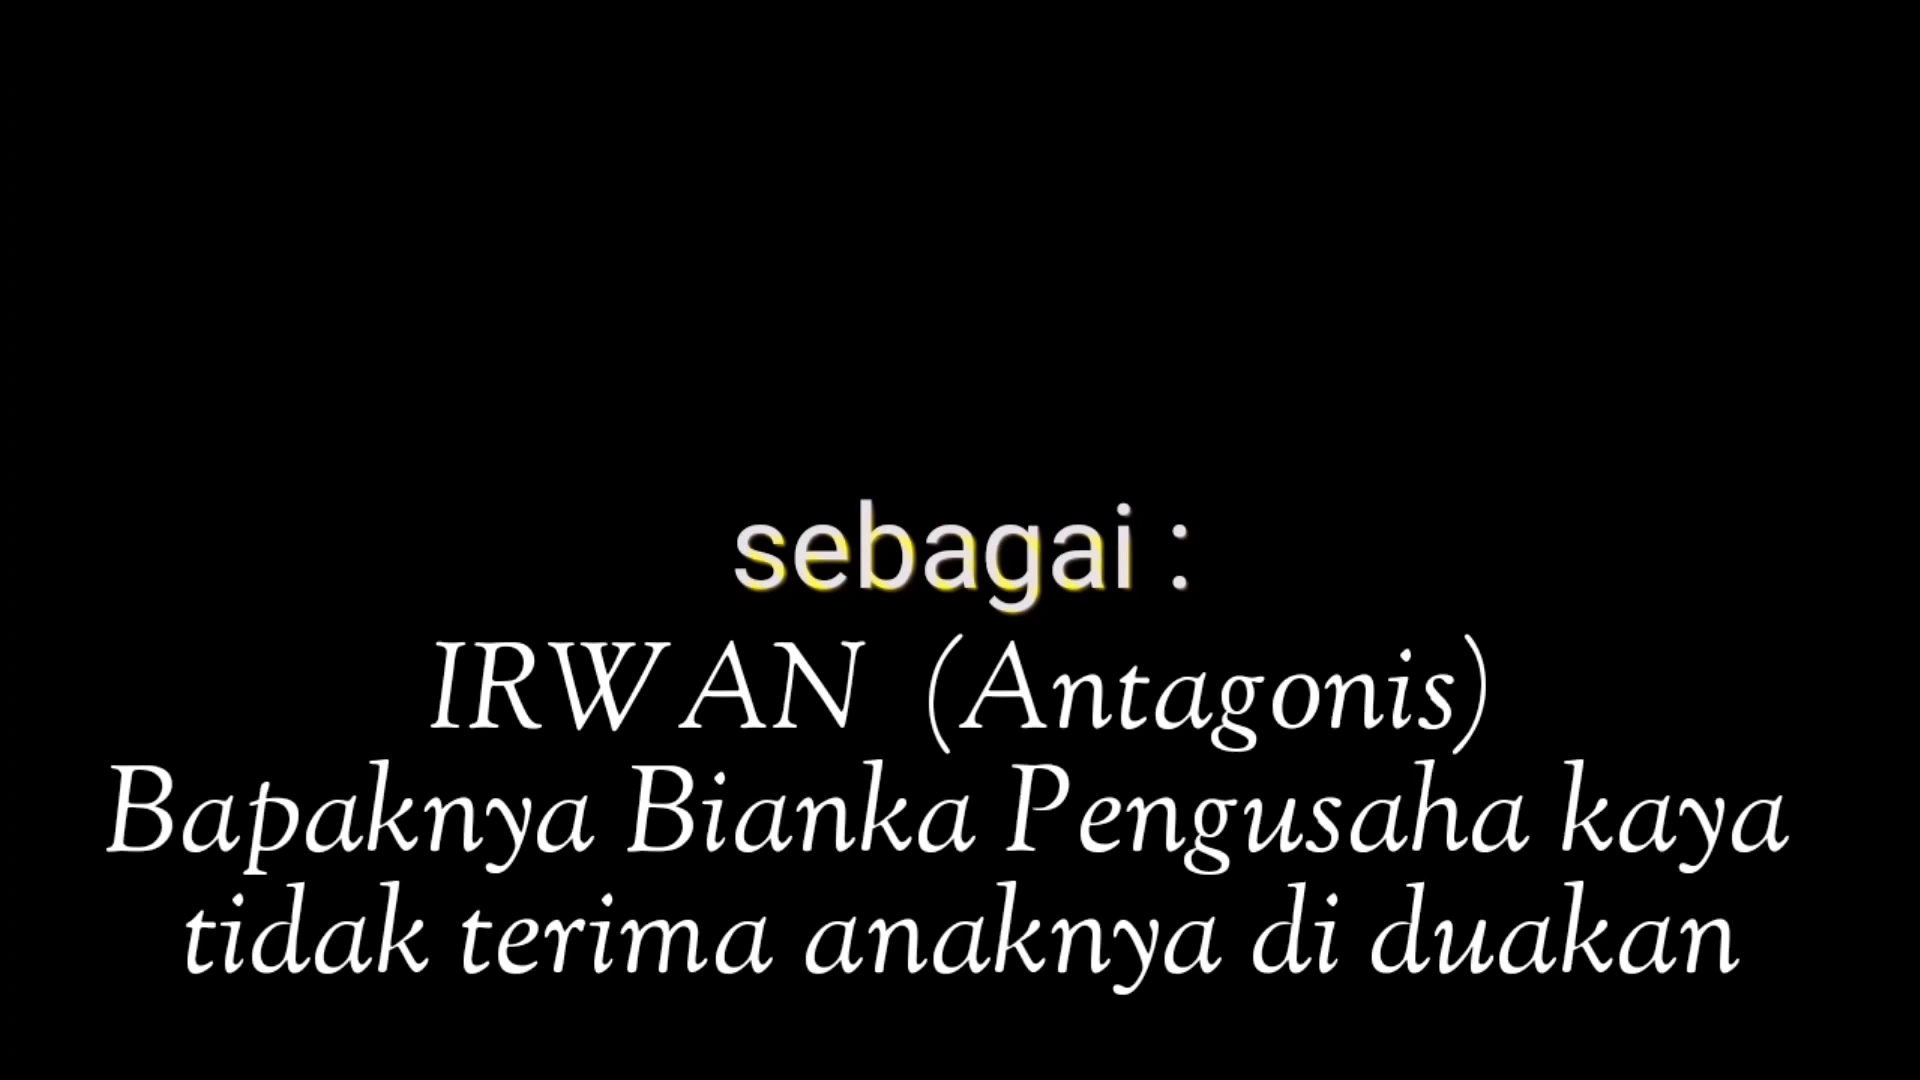 sebagai :
IRWAN (Antagonis)
Bapaknya Bianka Pengusaha kaya
tidak terima anaknya di duakan